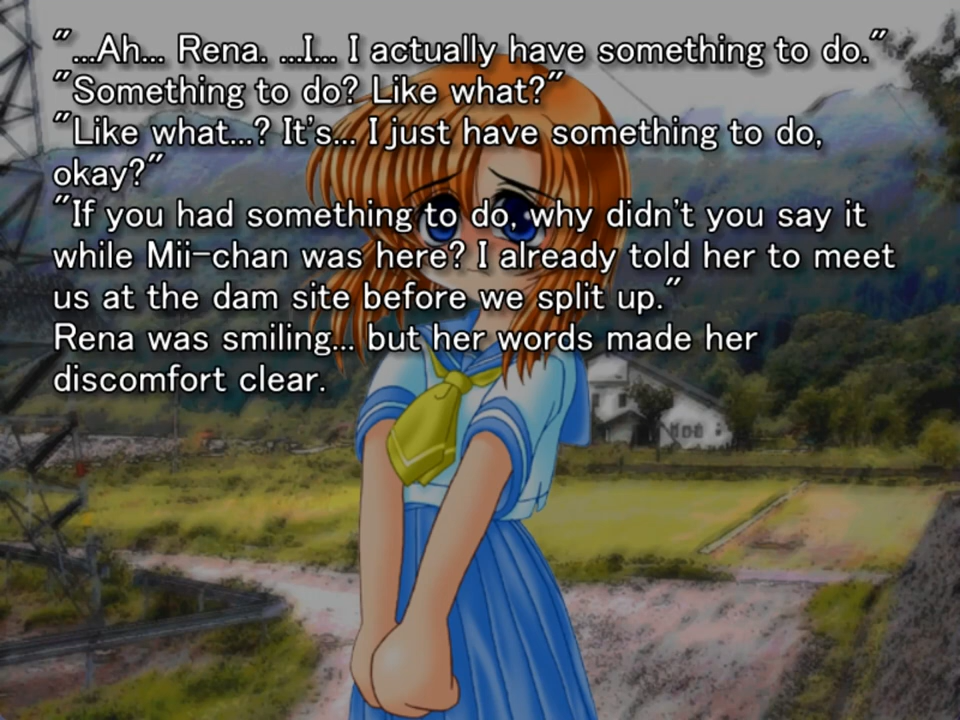 "...Ah... Rena. ...I... I actually have something to do."
"Something to do? Like what?"
"Like what...? It's... I just have something to do,
okay?"
"If you had something to do, why didn't you say it
while Mii-chan was here? I already told her to meet
us at the dam site before we split up."
Rena was smiling... but her words made her
discomfort clear.